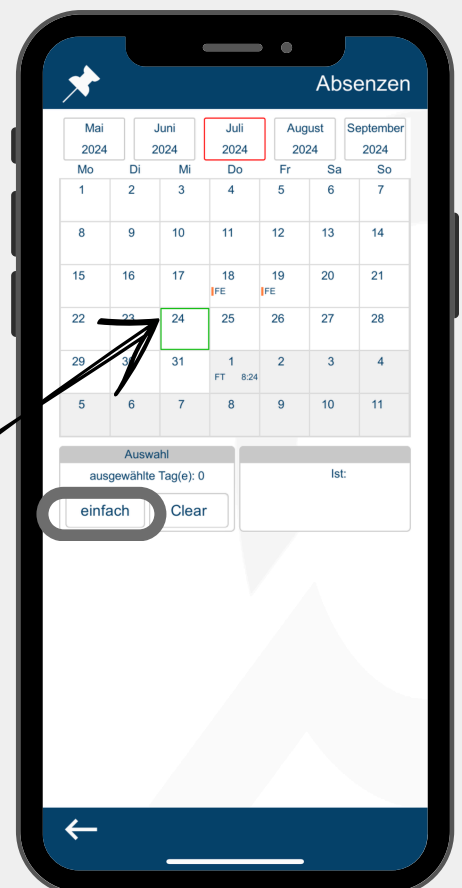 Absenzen
Mai Juni Juli August September
2024 2024 2024 2024 2024
Mo Di Mi Do Fr Sa So
1 2 3 4 5 6 7
8 9 10 11 12 13 14
15 16 17 18 19 20 21
FE FE
22 23 24 25 26 27 28
29 30 31 1 2 3 4
FT 8:24
5 6 7 8 9 10 11
Auswahl
ausgewählte Tag(e): 0 Ist:
einfach Clear